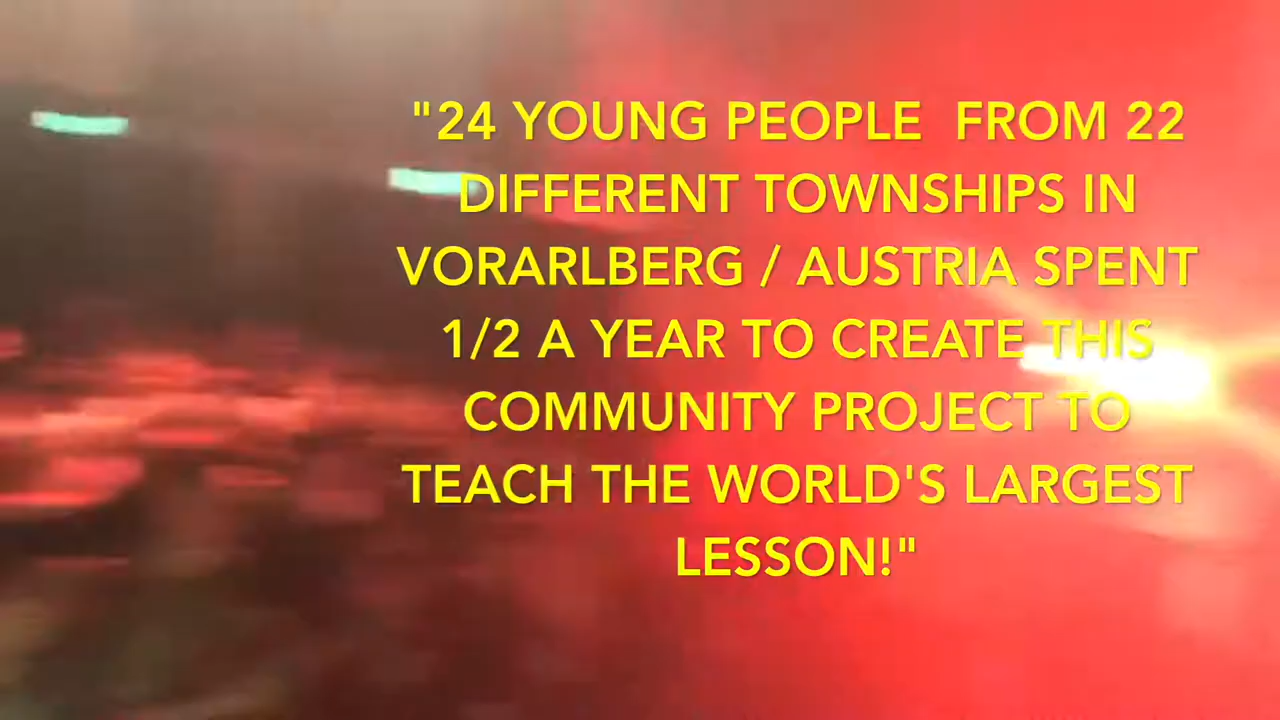 "24 YOUNG PEOPLE  FROM 22
DIFFERENT TOWNSHIPS IN
VORARLBERG / AUSTRIA SPENT
1/2 A YEAR TO CREATE THIS
COMMUNITY PROJECT TO
TEACH THE WORLD'S LARGEST
LESSON!"